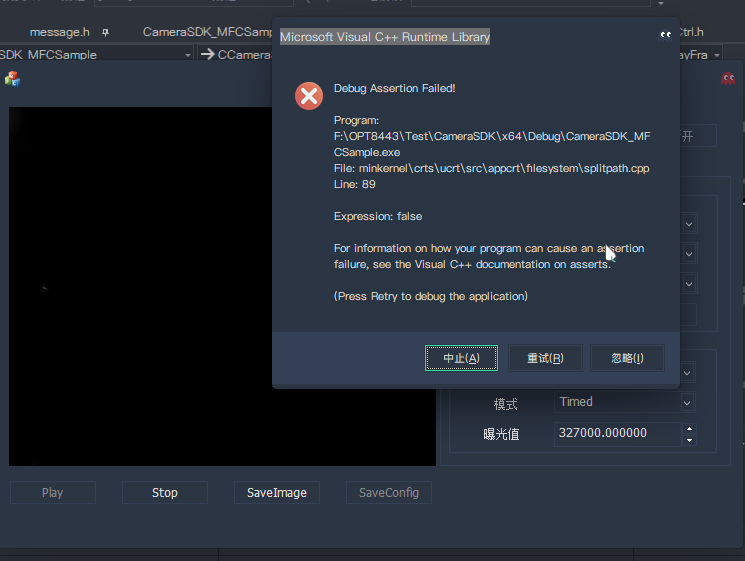 message.h
CameraSDK_MFCSamp
Ctrl.h
SDK_MFCSample
CCamera
ayFra
Microsoft Visual C++ Runtime Library
Debug Assertion Failed!
Program:
F:\OPT8443\Test\CameraSDK\x64\Debug\CameraSDK_MF
CSample.exe
File: minkernel\crts\ucrt\src\appcrt\filesystem\splitpath.cpp
Line: 89
Expression: false
For information on how your program can cause an assertion
failure, see the Visual C++ documentation on asserts.
(Press Retry to debug the application)
中止(A)
重试(R)
忽略(I)
开
模式
Timed
曝光值
327000.000000
Play
Stop
SaveImage
SaveConfig